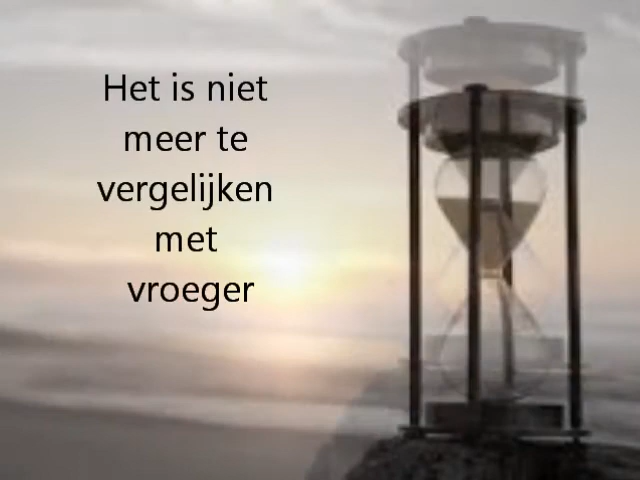 Het is niet
meer te
vergelijken
met
vroeger